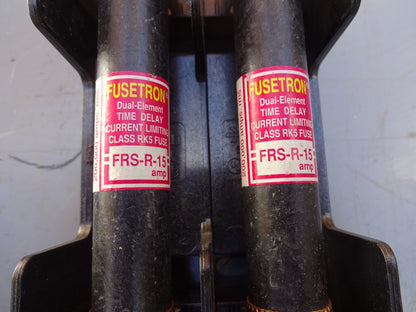 FUSETRON
Dual-Element
TIME DELAY
CURRENT LIMITING
CLASS RK5 FUSE
FRS-R-15
amp
FUSETRON
Dual-Element
TIME DELAY
CURRENT LIMITING
CLASS RK5 FUSE
FRS-R-15
amp